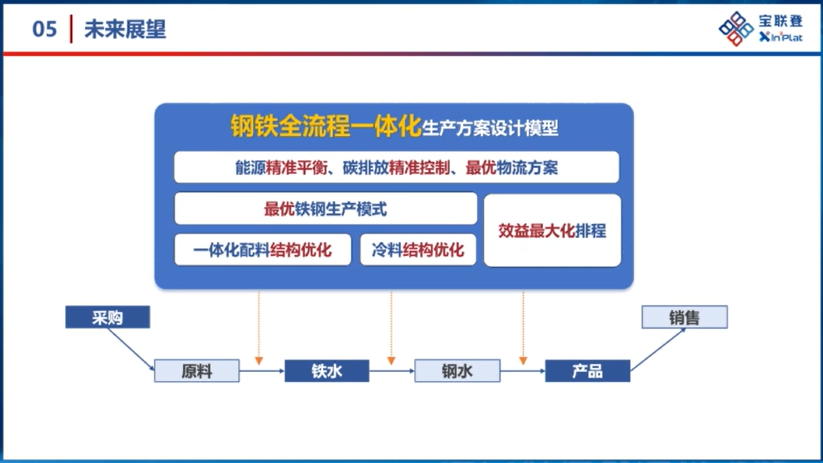 05 未来展望
宝联登
XIn³Plat
钢铁全流程一体化生产方案设计模型
能源精准平衡、碳排放精准控制、最优物流方案
最优铁钢生产模式
效益最大化排程
一体化配料结构优化
冷料结构优化
采购
销售
原料
铁水
钢水
产品